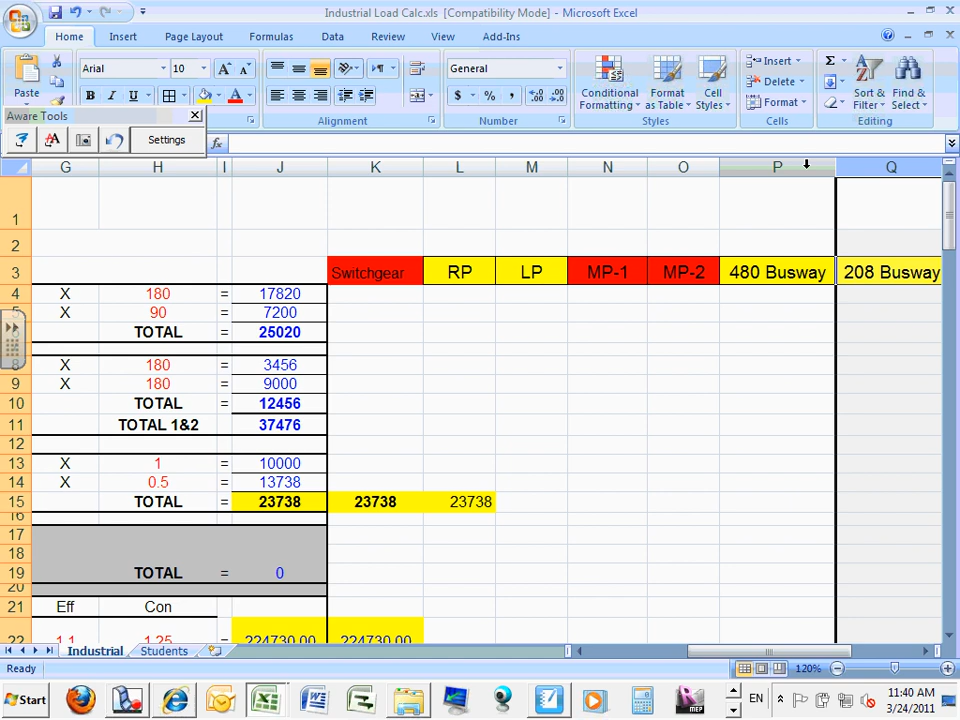 Industrial Load Calc.xls [Compatibility Mode] - Microsoft Excel
Home Insert Page Layout Formulas Data Review View Add-Ins
Paste Arial 10 A A General Conditional Formatting Format as Table Cell Styles Insert Delete Format Sort & Filter Find & Select
B I U $ % ,
Alignment Number Styles Cells Editing
Aware Tools
Settings
fx
G H I J K L M N O P Q
1
2
3 Switchgear RP LP MP-1 MP-2 480 Busway 208 Busway
4 X 180 = 17820
5 X 90 = 7200
TOTAL = 25020
8 X 180 = 3456
9 X 180 = 9000
10 TOTAL = 12456
11 TOTAL 1&2 37476
12
13 X 1 = 10000
14 X 0.5 = 13738
15 TOTAL = 23738 23738 23738
16
17
18
19 TOTAL = 0
20
21 Eff Con
22 1.1 1.25 = 224730.00 224730.00
Industrial Students
Ready 120%
Start EN 11:40 AM
MEP 3/24/2011